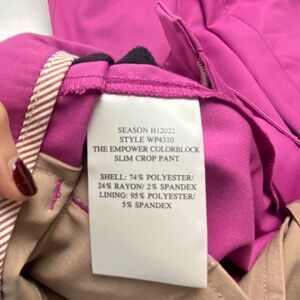 SEASON H12022
STYLE WP4310
THE EMPOWER COLORBLOCK
SLIM CROP PANT
SHELL: 74% POLYESTER/
24% RAYON/ 2% SPANDEX
LINING: 95% POLYESTER/
5% SPANDEX